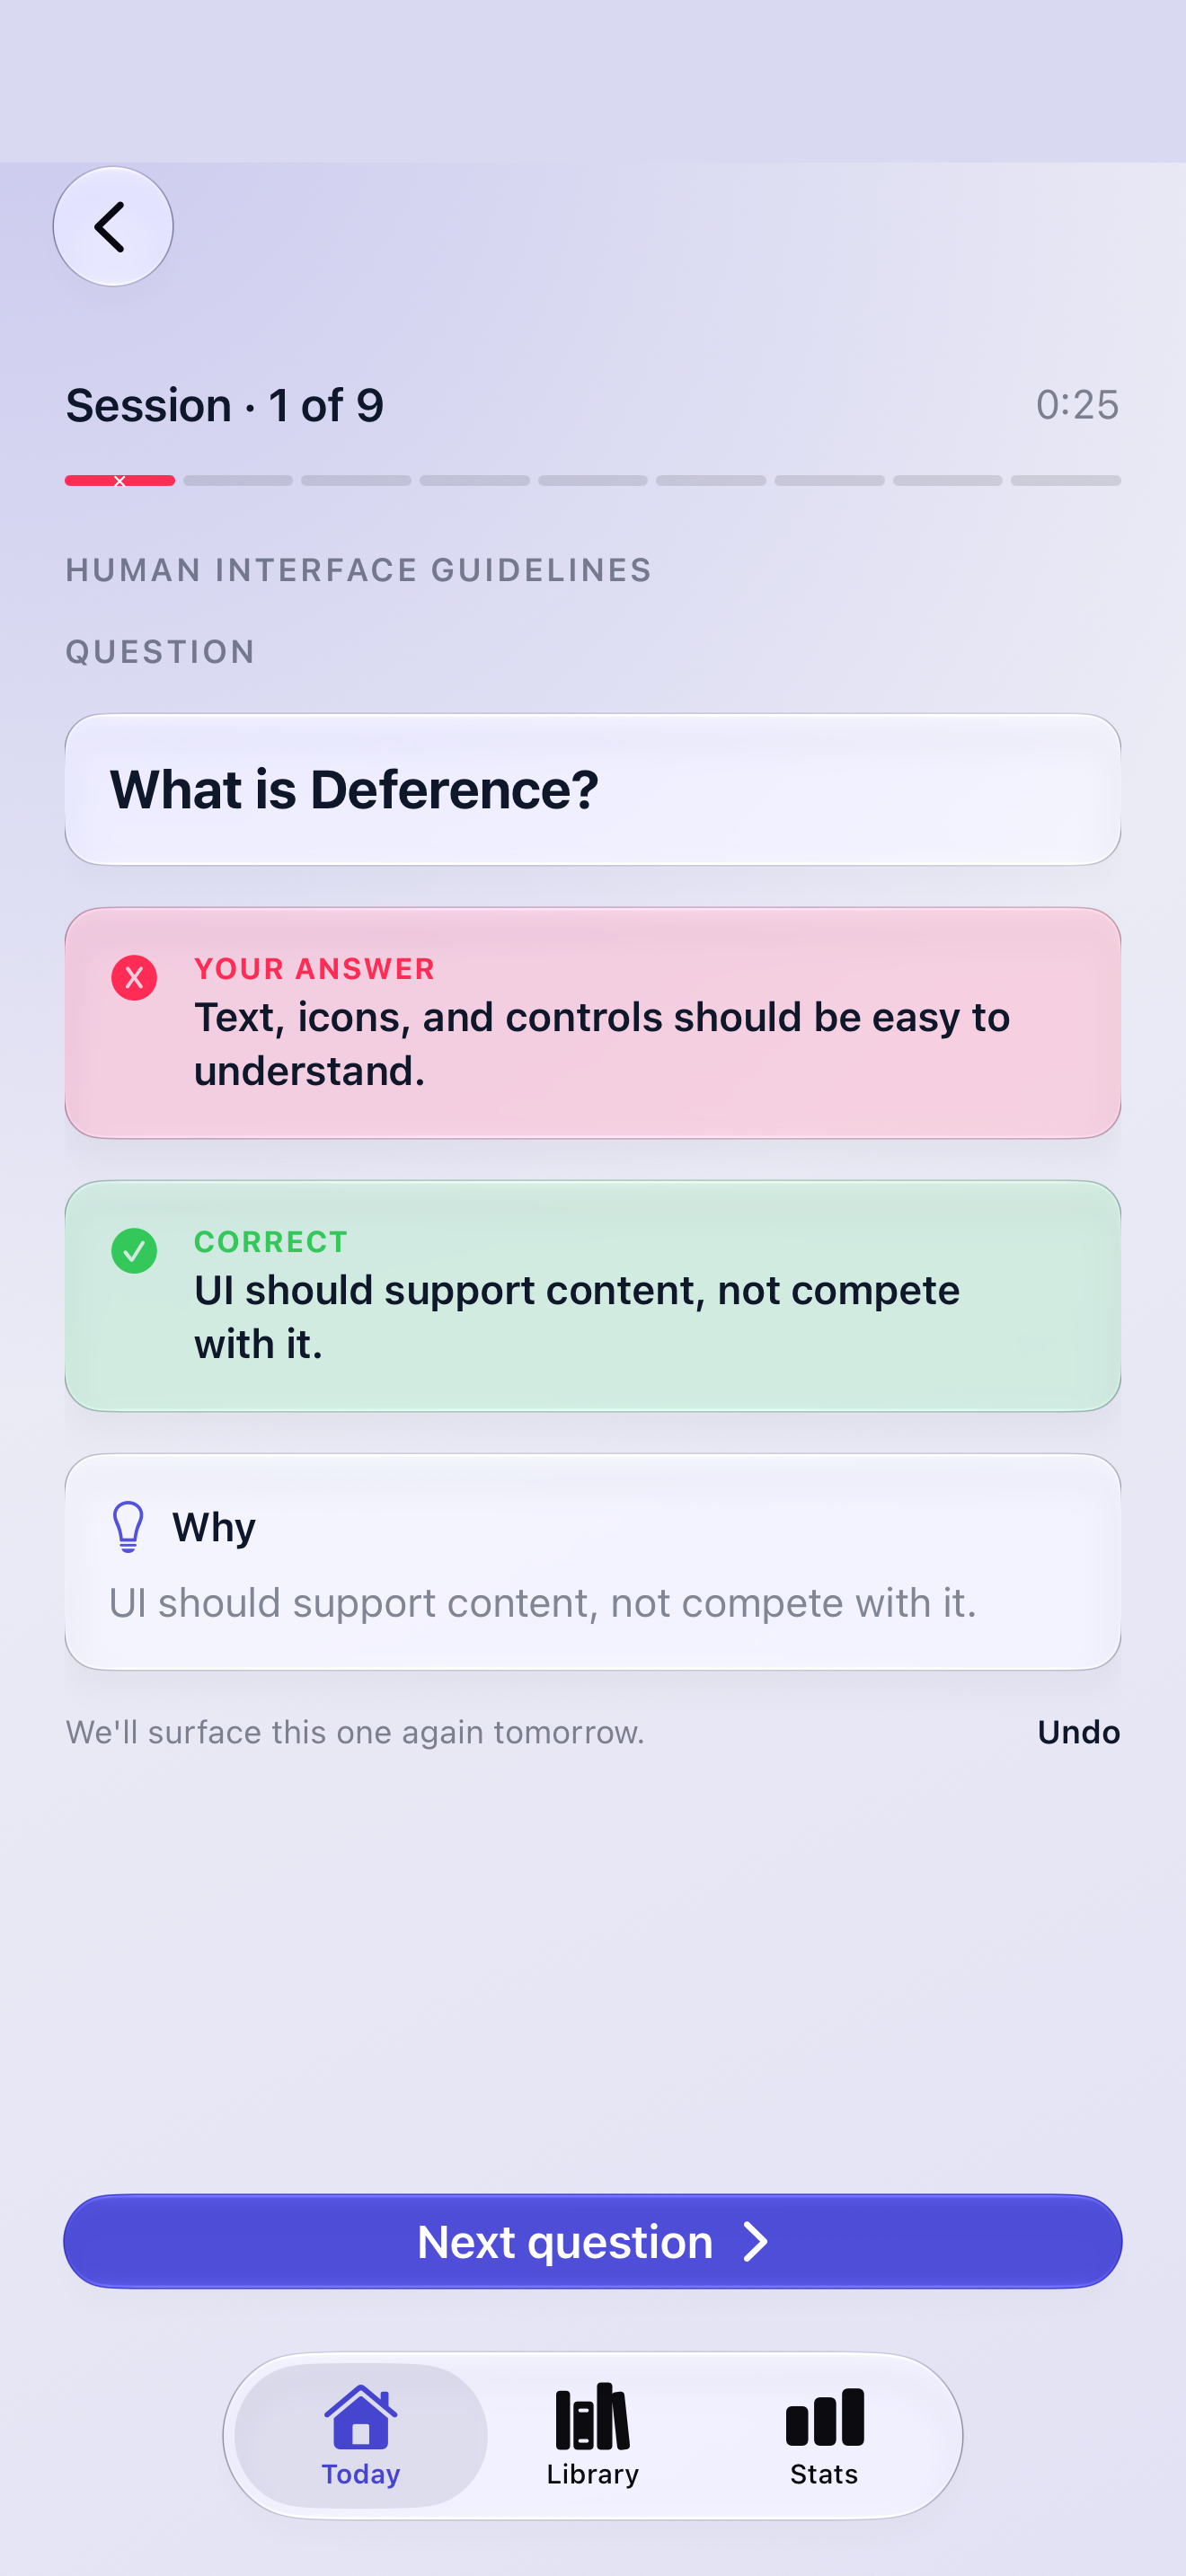 Session · 1 of 9
0:25
HUMAN INTERFACE GUIDELINES
QUESTION
What is Deference?
YOUR ANSWER
Text, icons, and controls should be easy to
understand.
CORRECT
UI should support content, not compete
with it.
Why
UI should support content, not compete with it.
We'll surface this one again tomorrow.
Undo
Next question
Today
Library
Stats